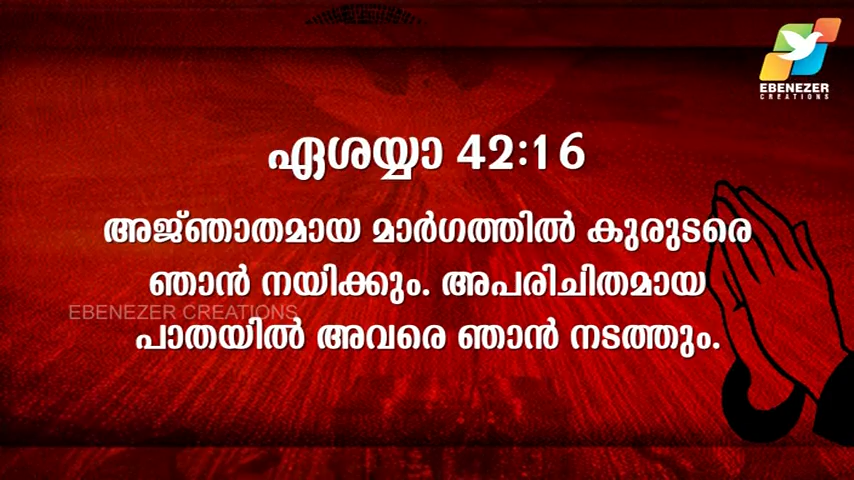 EBENEZER
CREATIONS
ഏശയ്യാ 42:16
അജ്ഞാതമായ മാർഗത്തിൽ കുരുടരെ
ഞാൻ നയിക്കും. അപരിചിതമായ
EBENEZER CREATIONS
പാതയിൽ അവരെ ഞാൻ നടത്തും.